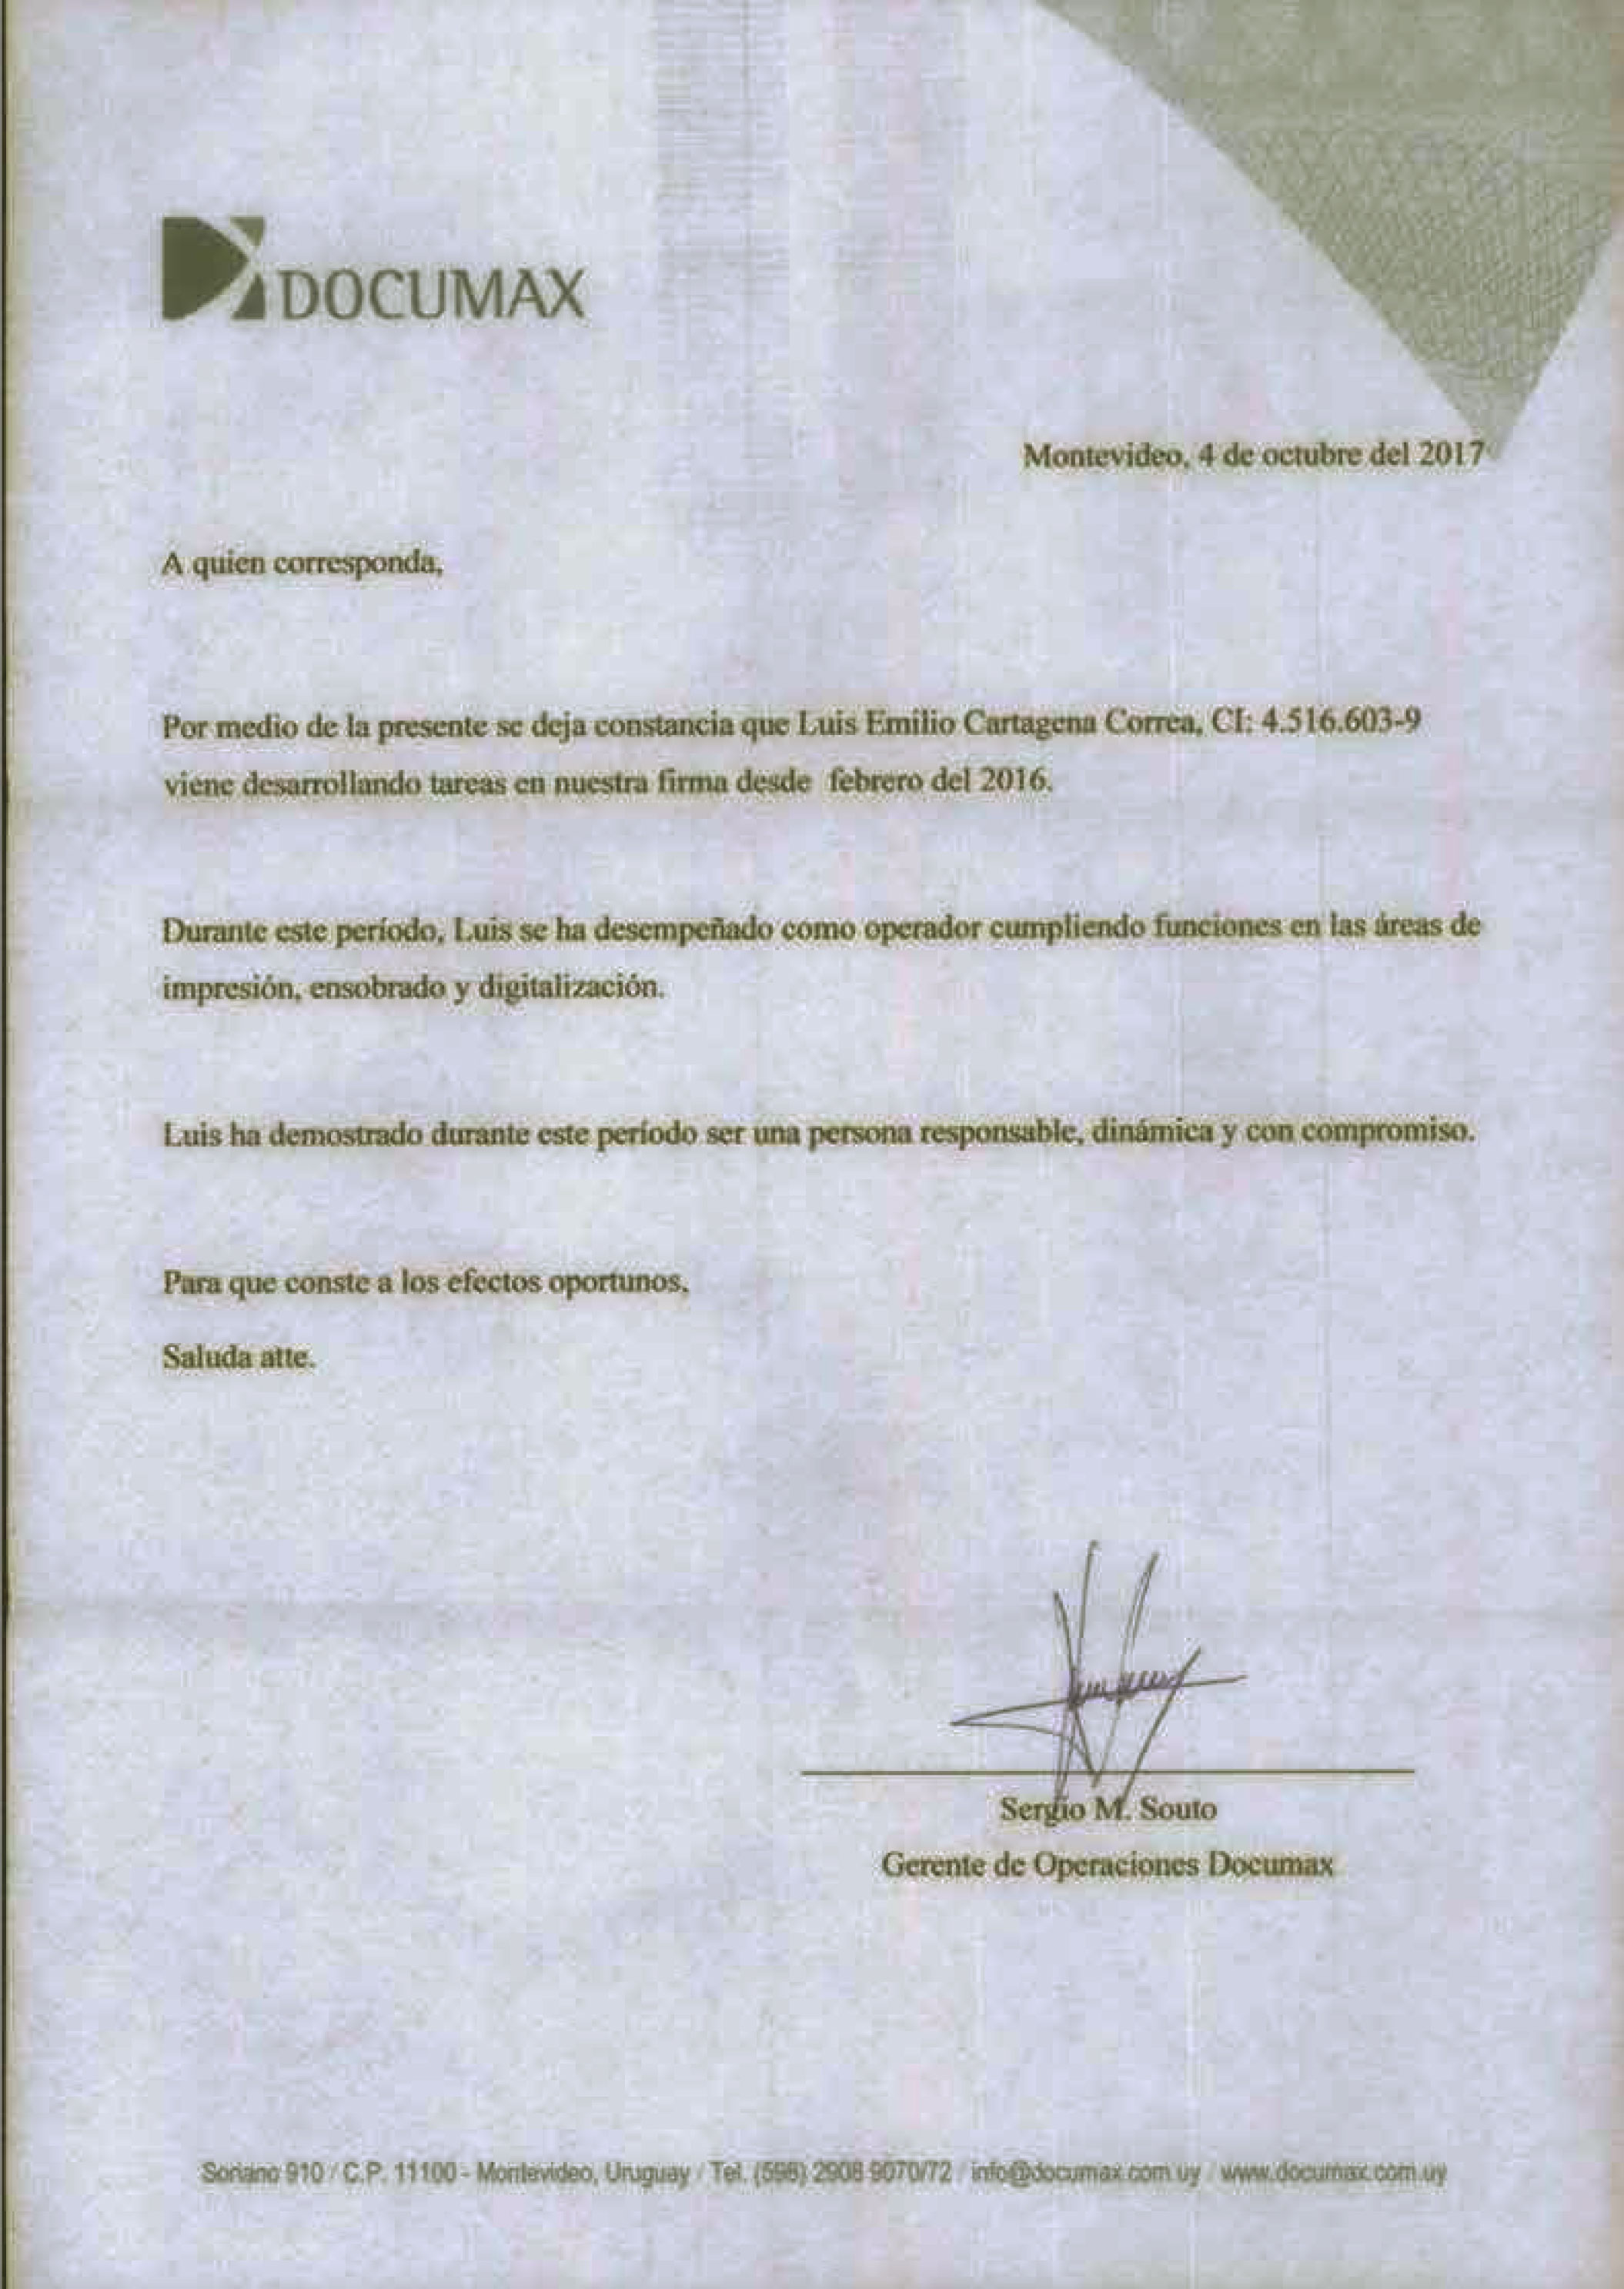 DOCUMAX
Montevideo, 4 de octubre del 2017
A quien corresponda,
Por medio de la presente se deja constancia que Luis Emilio Cartagena Correa, CI: 4.516.603-9
viene desarrollando tareas en nuestra firma desde febrero del 2016.
Durante este período, Luis se ha desempeñado como operador cumpliendo funciones en las áreas de
impresión, ensobrado y digitalización.
Luis ha demostrado durante este período ser una persona responsable, dinámica y con compromiso.
Para que conste a los efectos oportunos,
Saluda atte.
Sergio M. Souto
Gerente de Operaciones Documax
Soriano 910 / C.P. 11100 - Montevideo, Uruguay / Tel. (598) 2908 9070/72 / info@documax.com.uy / www.documax.com.uy